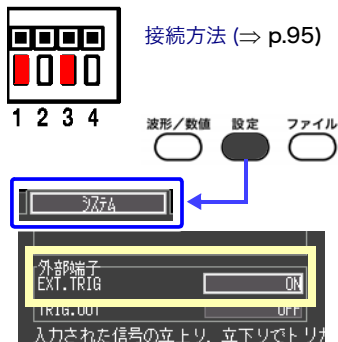 接続方法 (⇒ p.95)
1 2 3 4
波形／数値 設定 ファイル
システム
外部端子
EXT.TRIG ON
TRIG.OUT OFF
入力された信号の立上り、立下りでトリガ